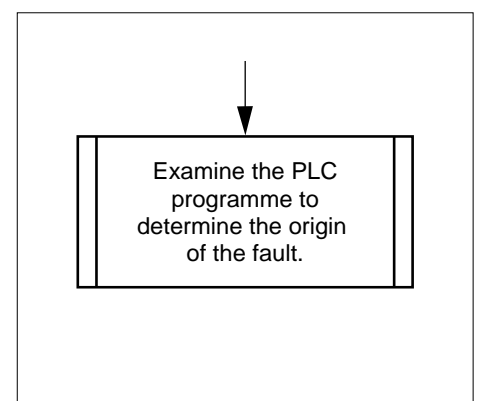 Examine the PLC
programme to
determine the origin
of the fault.